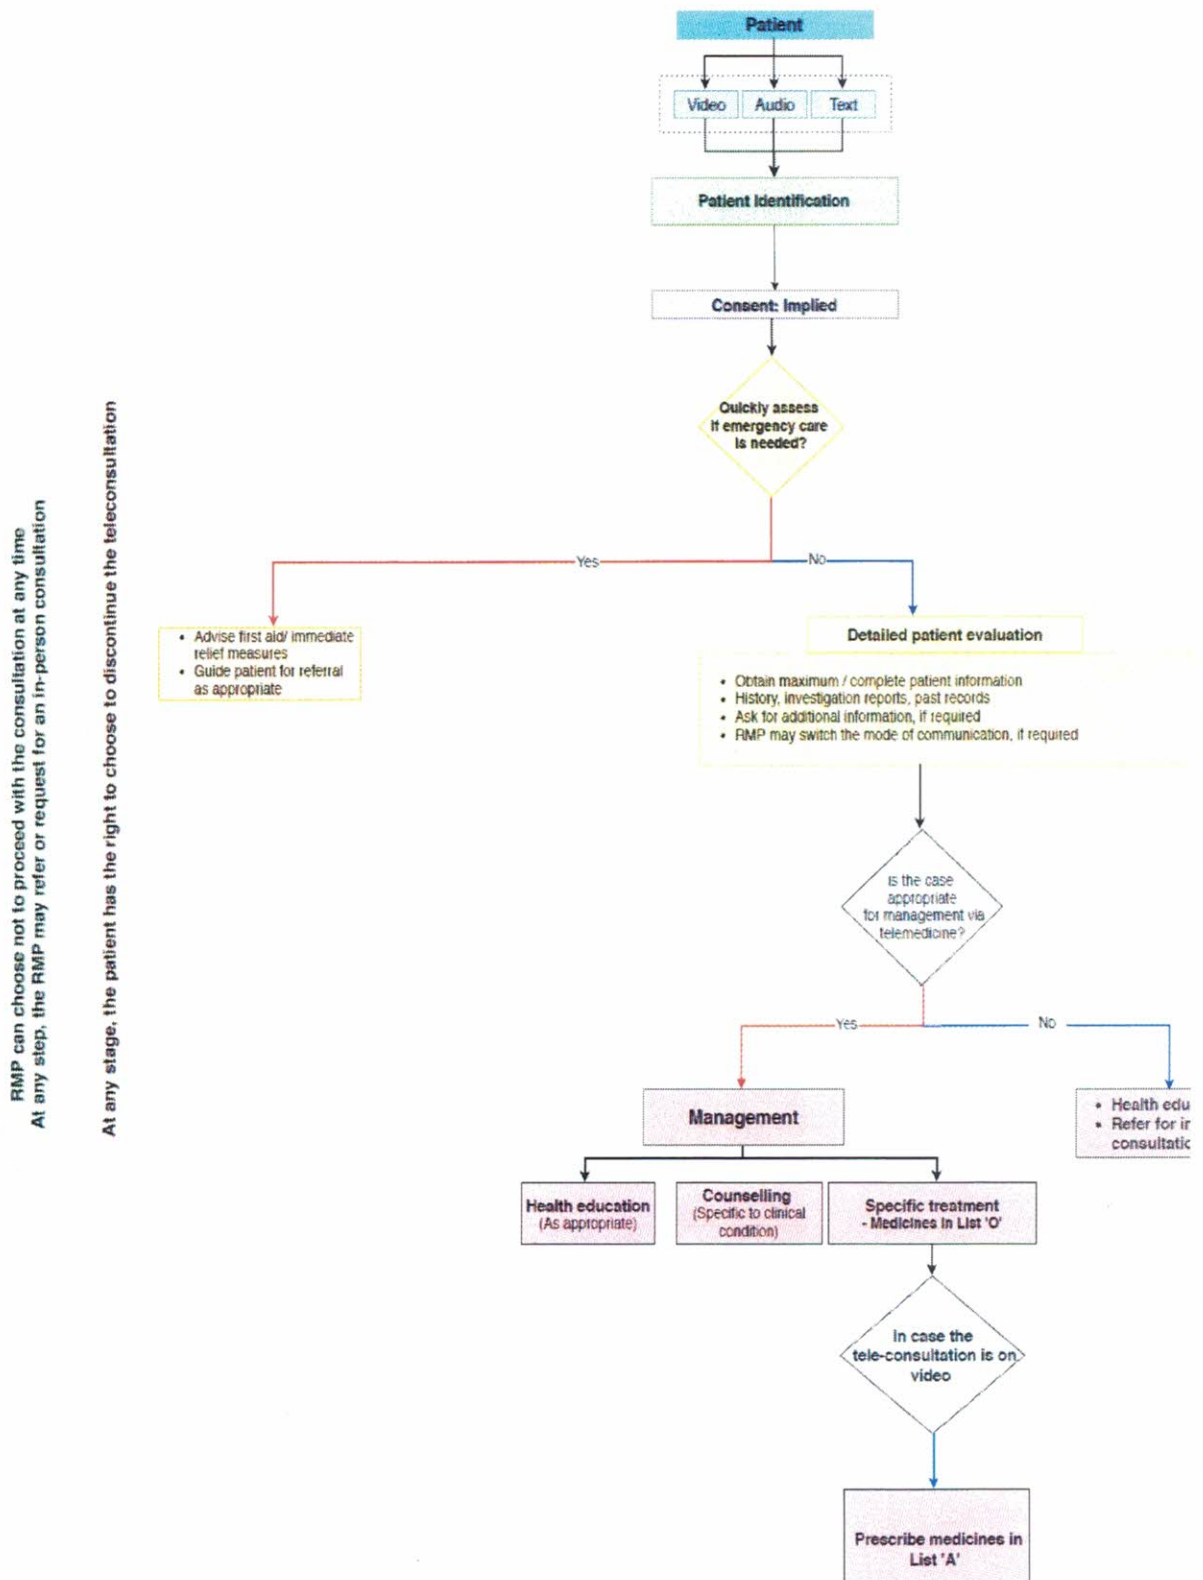 Patient
Video
Audio
Text
Patient Identification
Consent: Implied
Quickly assess
if emergency care
is needed?
Yes
No
• Advise first aid/ immediate
relief measures
• Guide patient for referral
as appropriate
Detailed patient evaluation
• Obtain maximum / complete patient information
• History, investigation reports, past records
• Ask for additional information, if required
• RMP may switch the mode of communication, if required
Is the case
appropriate
for management via
telemedicine?
Yes
No
Management
• Health edu
• Refer for
consultatio
Health education
(As appropriate)
Counselling
(Specific to clinical
condition)
Specific treatment
- Medicines in List 'O'
In case the
tele-consultation is on
video
Prescribe medicines in
List 'A'
RMP can choose not to proceed with the consultation at any time
At any step, the RMP may refer or request for an in-person consultation
At any stage, the patient has the right to choose to discontinue the teleconsultation